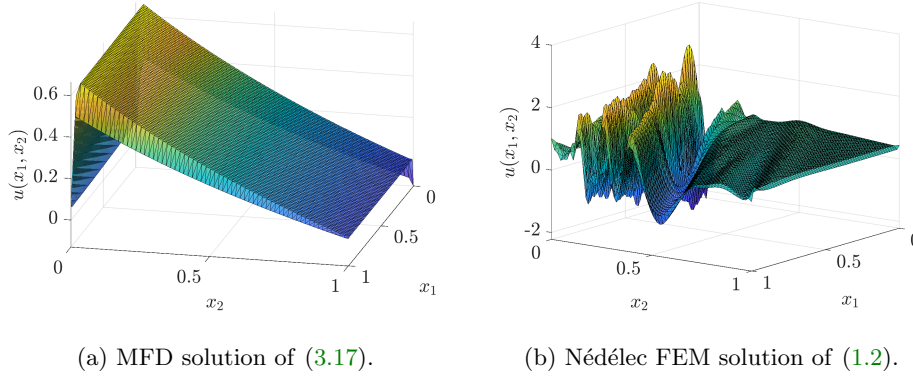 0.6
0.4
0.2
0
u(x₁, x₂)
0
0.5
1
x₂
0
0.5
1
x₁
4
2
0
-2
u(x₁, x₂)
0
0.5
1
x₂
0
0.5
1
x₁
(a) MFD solution of (3.17).
(b) Nédélec FEM solution of (1.2).